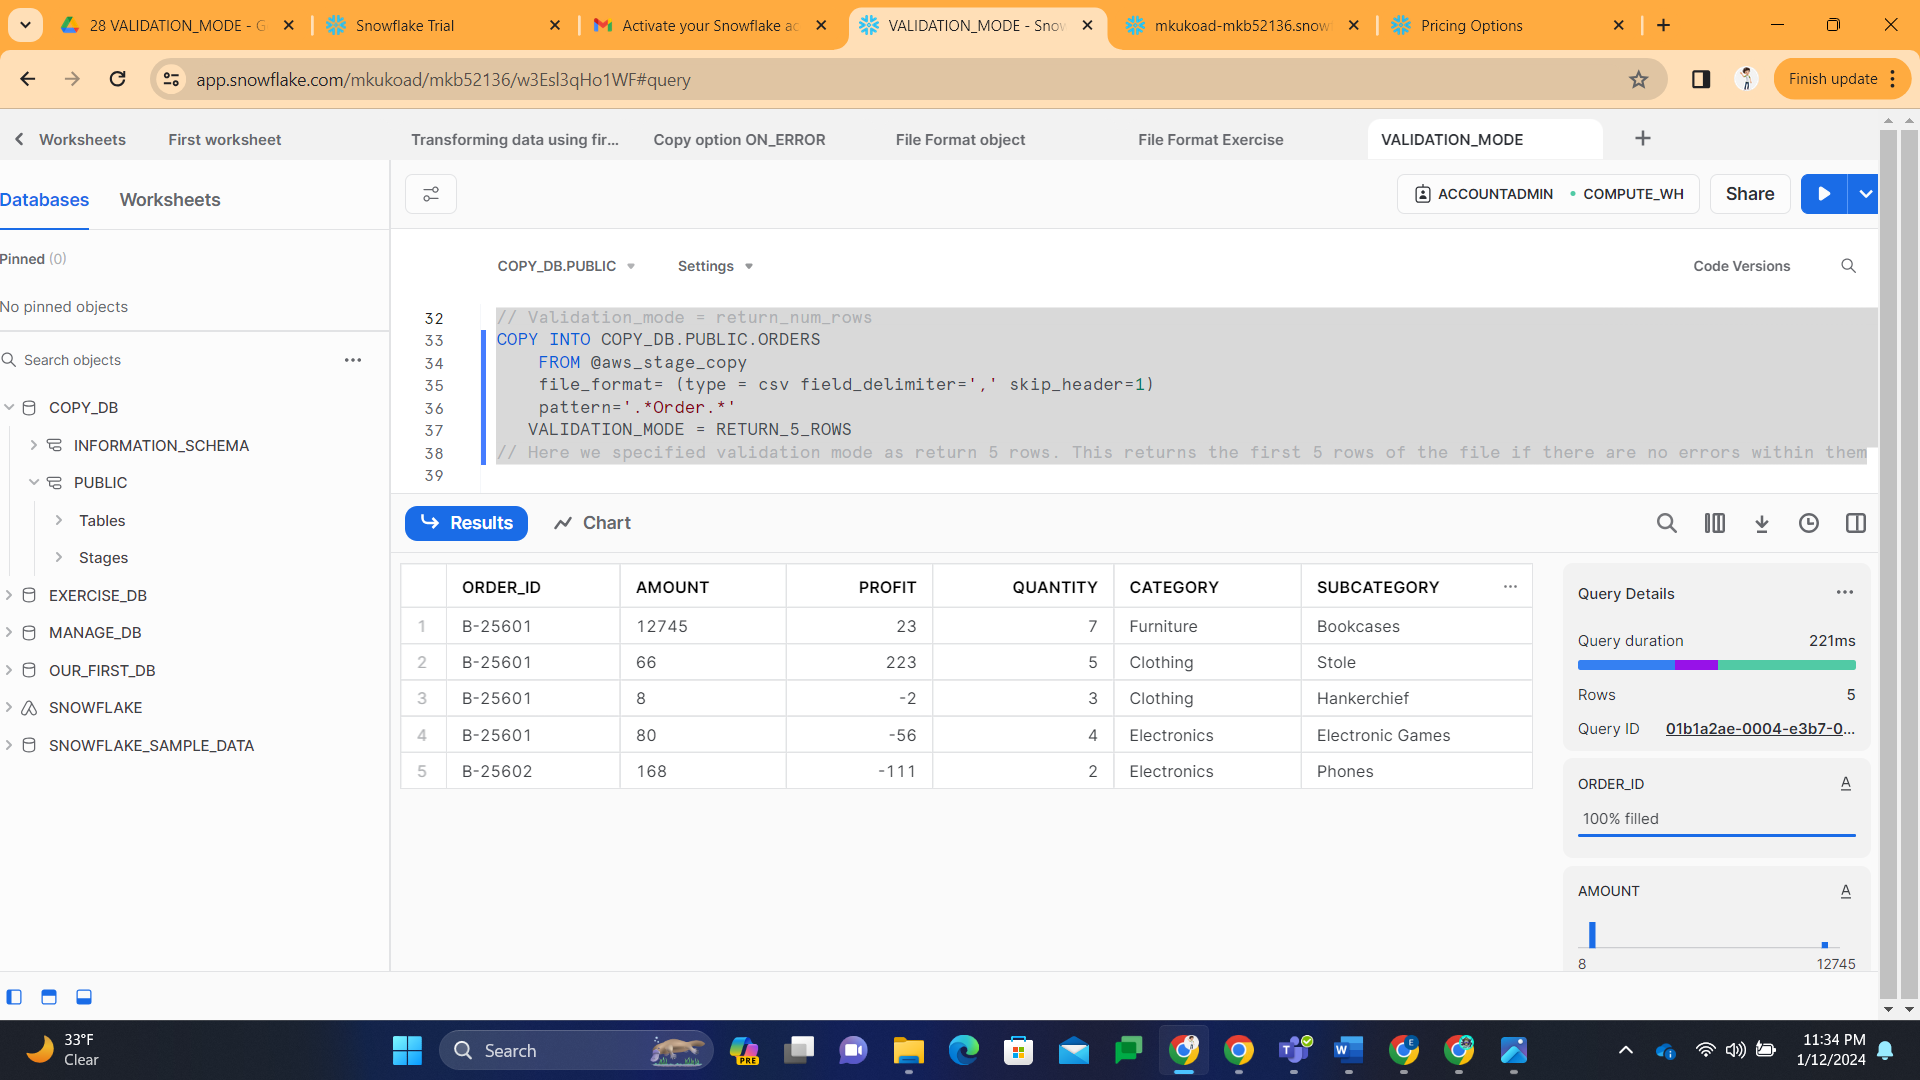 28 VALIDATION_MODE - G
Snowflake Trial
Activate your Snowflake ac
VALIDATION_MODE - Snow
mkukoad-mkb52136.snow
Pricing Options
app.snowflake.com/mkukoad/mkb52136/w3Esl3qHo1WF#query
Finish update
Worksheets
First worksheet
Transforming data using fir...
Copy option ON_ERROR
File Format object
File Format Exercise
VALIDATION_MODE
Databases
Worksheets
ACCOUNTADMIN
COMPUTE_WH
Share
Pinned (0)
No pinned objects
Search objects
COPY_DB
INFORMATION_SCHEMA
PUBLIC
Tables
Stages
EXERCISE_DB
MANAGE_DB
OUR_FIRST_DB
SNOWFLAKE
SNOWFLAKE_SAMPLE_DATA
COPY_DB.PUBLIC
Settings
Code Versions
32 // Validation_mode = return_num_rows
33 COPY INTO COPY_DB.PUBLIC.ORDERS
34 FROM @aws_stage_copy
35 file_format= (type = csv field_delimiter=',' skip_header=1)
36 pattern='.*Order.*'
37 VALIDATION_MODE = RETURN_5_ROWS
38 // Here we specified validation mode as return 5 rows. This returns the first 5 rows of the file if there are no errors within them
39
Results
Chart
ORDER_ID AMOUNT PROFIT QUANTITY CATEGORY SUBCATEGORY ...
1 B-25601 12745 23 7 Furniture Bookcases
2 B-25601 66 223 5 Clothing Stole
3 B-25601 8 -2 3 Clothing Hankerchief
4 B-25601 80 -56 4 Electronics Electronic Games
5 B-25602 168 -111 2 Electronics Phones
Query Details
Query duration 221ms
Rows 5
Query ID 01b1a2ae-0004-e3b7-0...
ORDER_ID A
100% filled
AMOUNT A
8 12745
33°F
Clear
Search
PRE
11:34 PM
1/12/2024